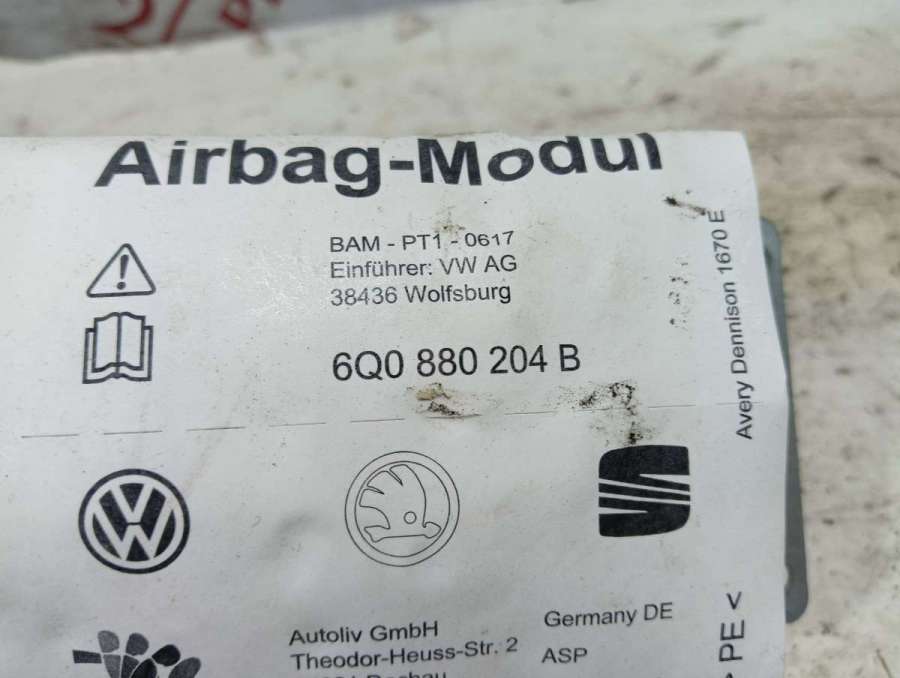 Airbag-Modul
BAM - PT1 - 0617
Einführer: VW AG
38436 Wolfsburg
6Q0 880 204 B
Avery Dennison 1670 E
Autoliv GmbH
Theodor-Heuss-Str. 2
Germany DE
ASP
PE <